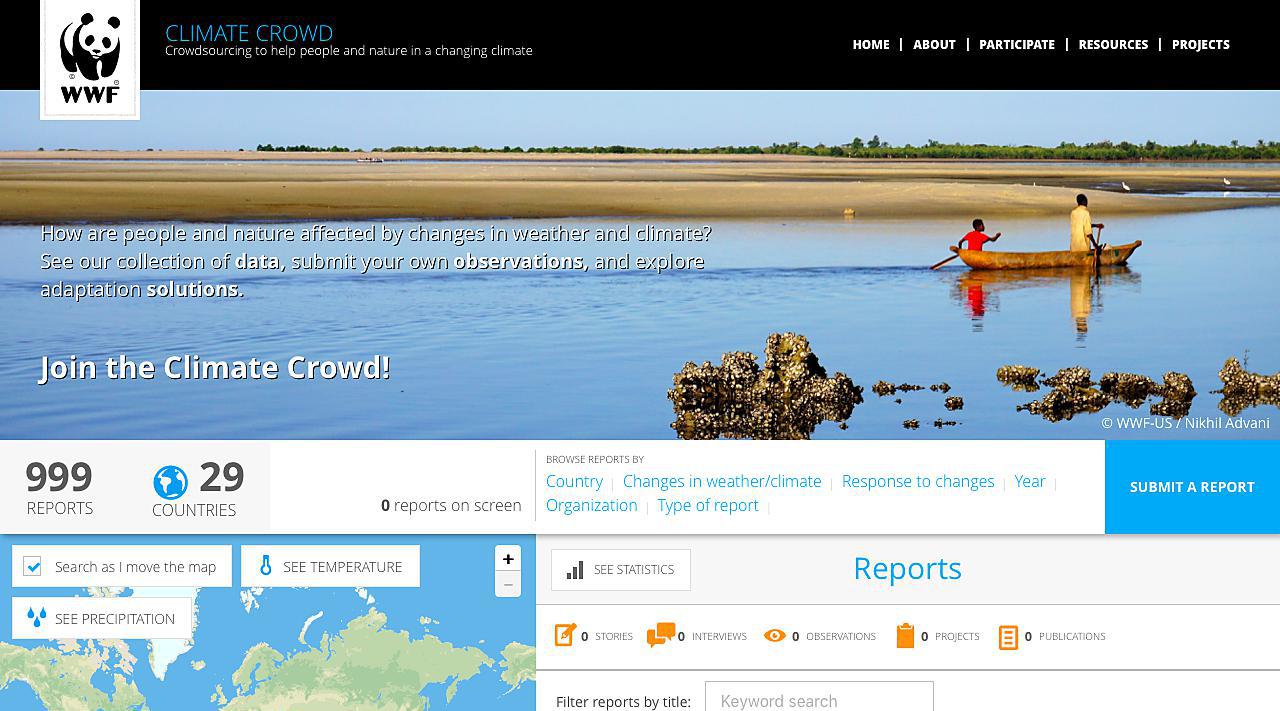 WWF
CLIMATE CROWD
Crowdsourcing to help people and nature in a changing climate
HOME
ABOUT
PARTICIPATE
RESOURCES
PROJECTS
How are people and nature affected by changes in weather and climate?
See our collection of data, submit your own observations, and explore
adaptation solutions.
Join the Climate Crowd!
© WWF-US / Nikhil Advani
999
REPORTS
29
COUNTRIES
0 reports on screen
BROWSE REPORTS BY
Country
Changes in weather/climate
Response to changes
Year
Organization
Type of report
SUBMIT A REPORT
Search as I move the map
SEE TEMPERATURE
SEE PRECIPITATION
+
−
SEE STATISTICS
Reports
0 STORIES
0 INTERVIEWS
0 OBSERVATIONS
0 PROJECTS
0 PUBLICATIONS
Filter reports by title:
Keyword search